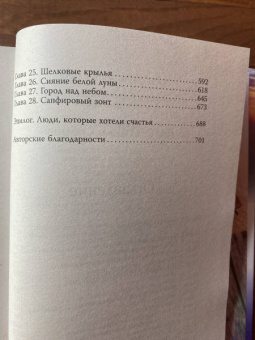 Глава 25. Шелковые крылья 592
Глава 26. Сияние белой луны 618
Глава 27. Город над небом 645
Глава 28. Сапфировый зонт 673
Эпилог. Люди, которые хотели счастья 688
Авторские благодарности 701